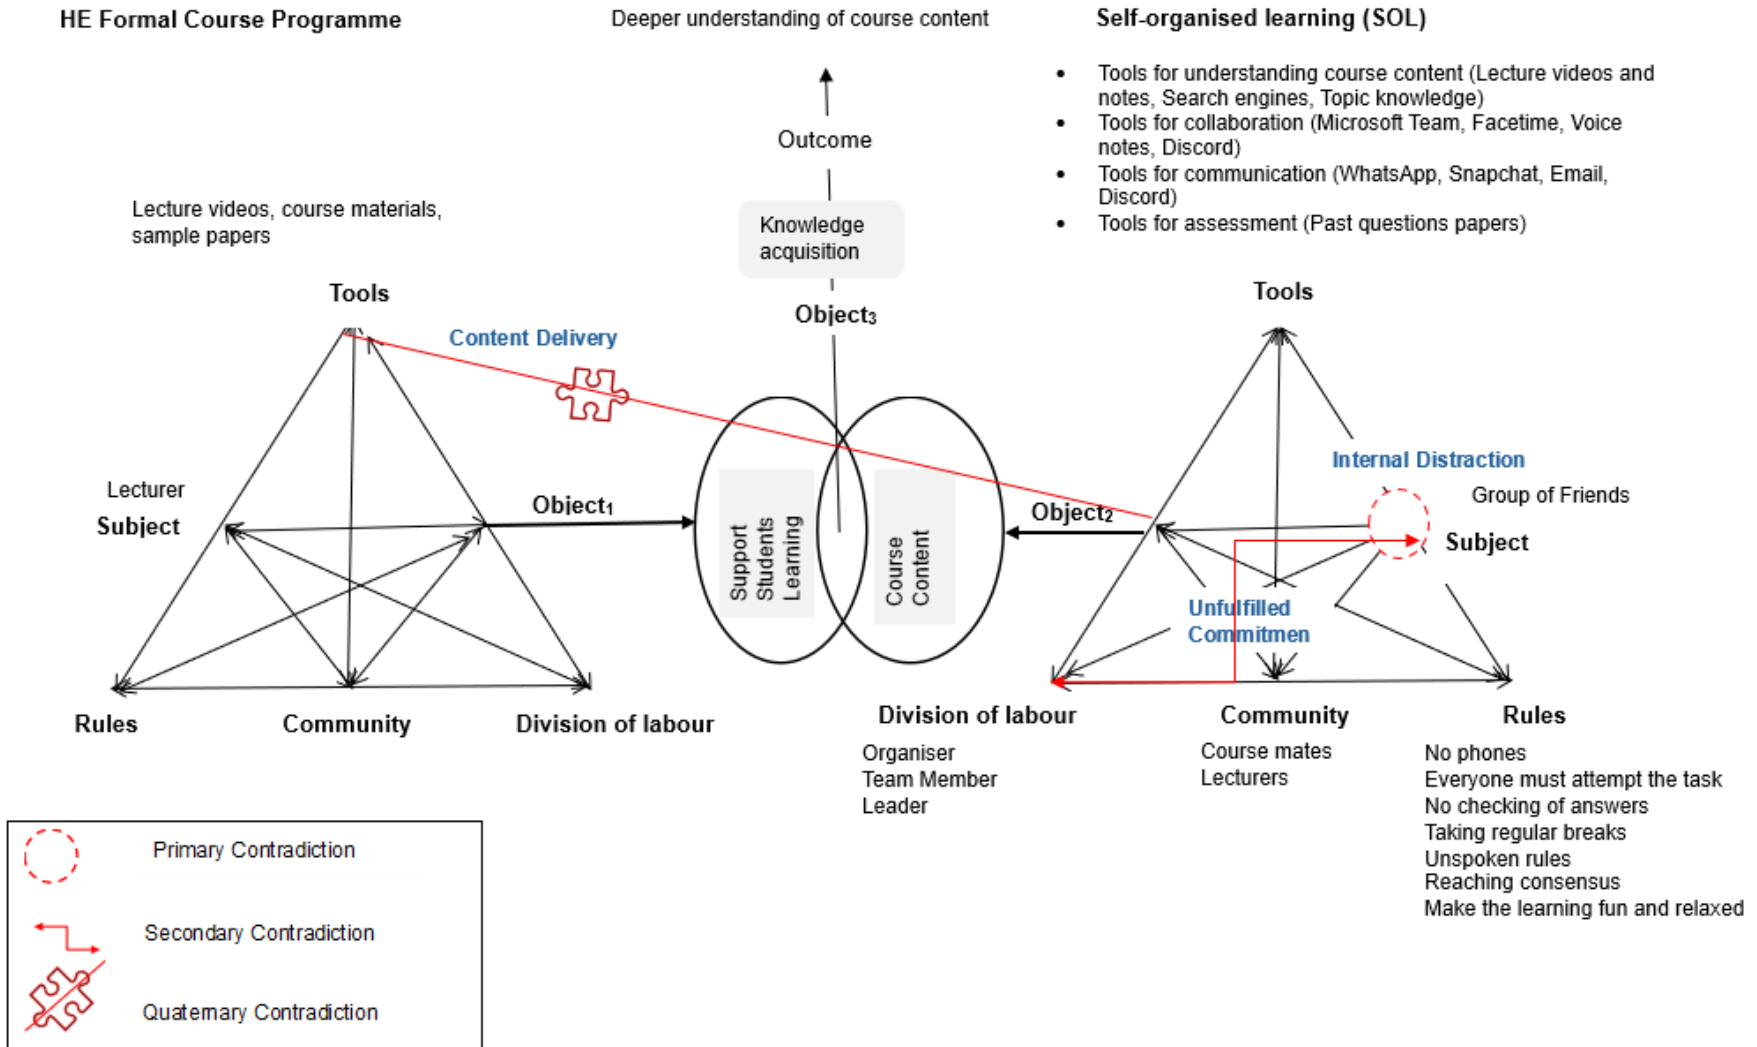 HE Formal Course Programme
Deeper understanding of course content
Self-organised learning (SOL)
• Tools for understanding course content (Lecture videos and
notes, Search engines, Topic knowledge)
• Tools for collaboration (Microsoft Team, Facetime, Voice
notes, Discord)
• Tools for communication (WhatsApp, Snapchat, Email,
Discord)
• Tools for assessment (Past questions papers)
Outcome
Knowledge
acquisition
Object₃
Lecture videos, course materials,
sample papers
Tools
Content Delivery
Lecturer
Subject
Object₁
Support
Students
Learning
Course
Content
Object₂
Tools
Internal Distraction
Group of Friends
Subject
Unfulfilled
Commitmen
Rules
Community
Division of labour
Division of labour
Organiser
Team Member
Leader
Community
Course mates
Lecturers
Rules
No phones
Everyone must attempt the task
No checking of answers
Taking regular breaks
Unspoken rules
Reaching consensus
Make the learning fun and relaxed
Primary Contradiction
Secondary Contradiction
Quaternary Contradiction